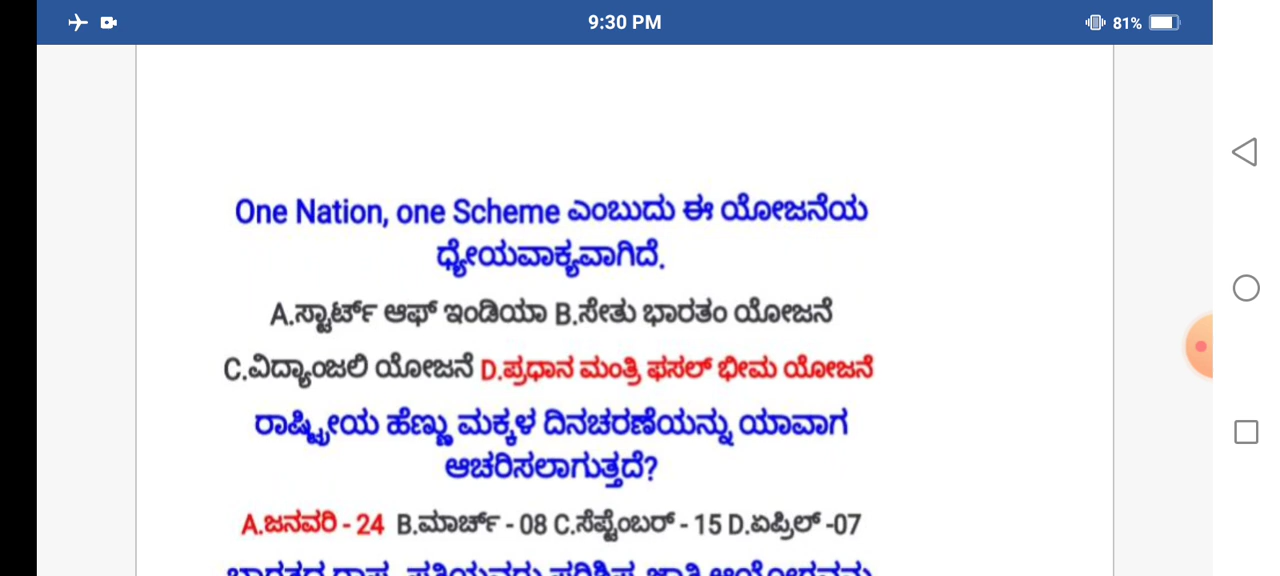 9:30 PM
81%
One Nation, one Scheme ಎಂಬುದು ಈ ಯೋಜನೆಯ
ಧ್ಯೇಯವಾಕ್ಯವಾಗಿದೆ.
A.ಸ್ಟಾರ್ಟ್ ಆಫ್ ಇಂಡಿಯಾ B.ಸೇತು ಭಾರತಂ ಯೋಜನೆ
C.ವಿದ್ಯಾಂಜಲಿ ಯೋಜನೆ D.ಪ್ರಧಾನ ಮಂತ್ರಿ ಫಸಲ್ ಭೀಮ ಯೋಜನೆ
ರಾಷ್ಟ್ರೀಯ ಹೆಣ್ಣು ಮಕ್ಕಳ ದಿನಚರಣೆಯನ್ನು ಯಾವಾಗ
ಆಚರಿಸಲಾಗುತ್ತದೆ?
A.ಜನವರಿ - 24 B.ಮಾರ್ಚ್ - 08 C.ಸೆಪ್ಟೆಂಬರ್ - 15 D.ಏಪ್ರಿಲ್ -07